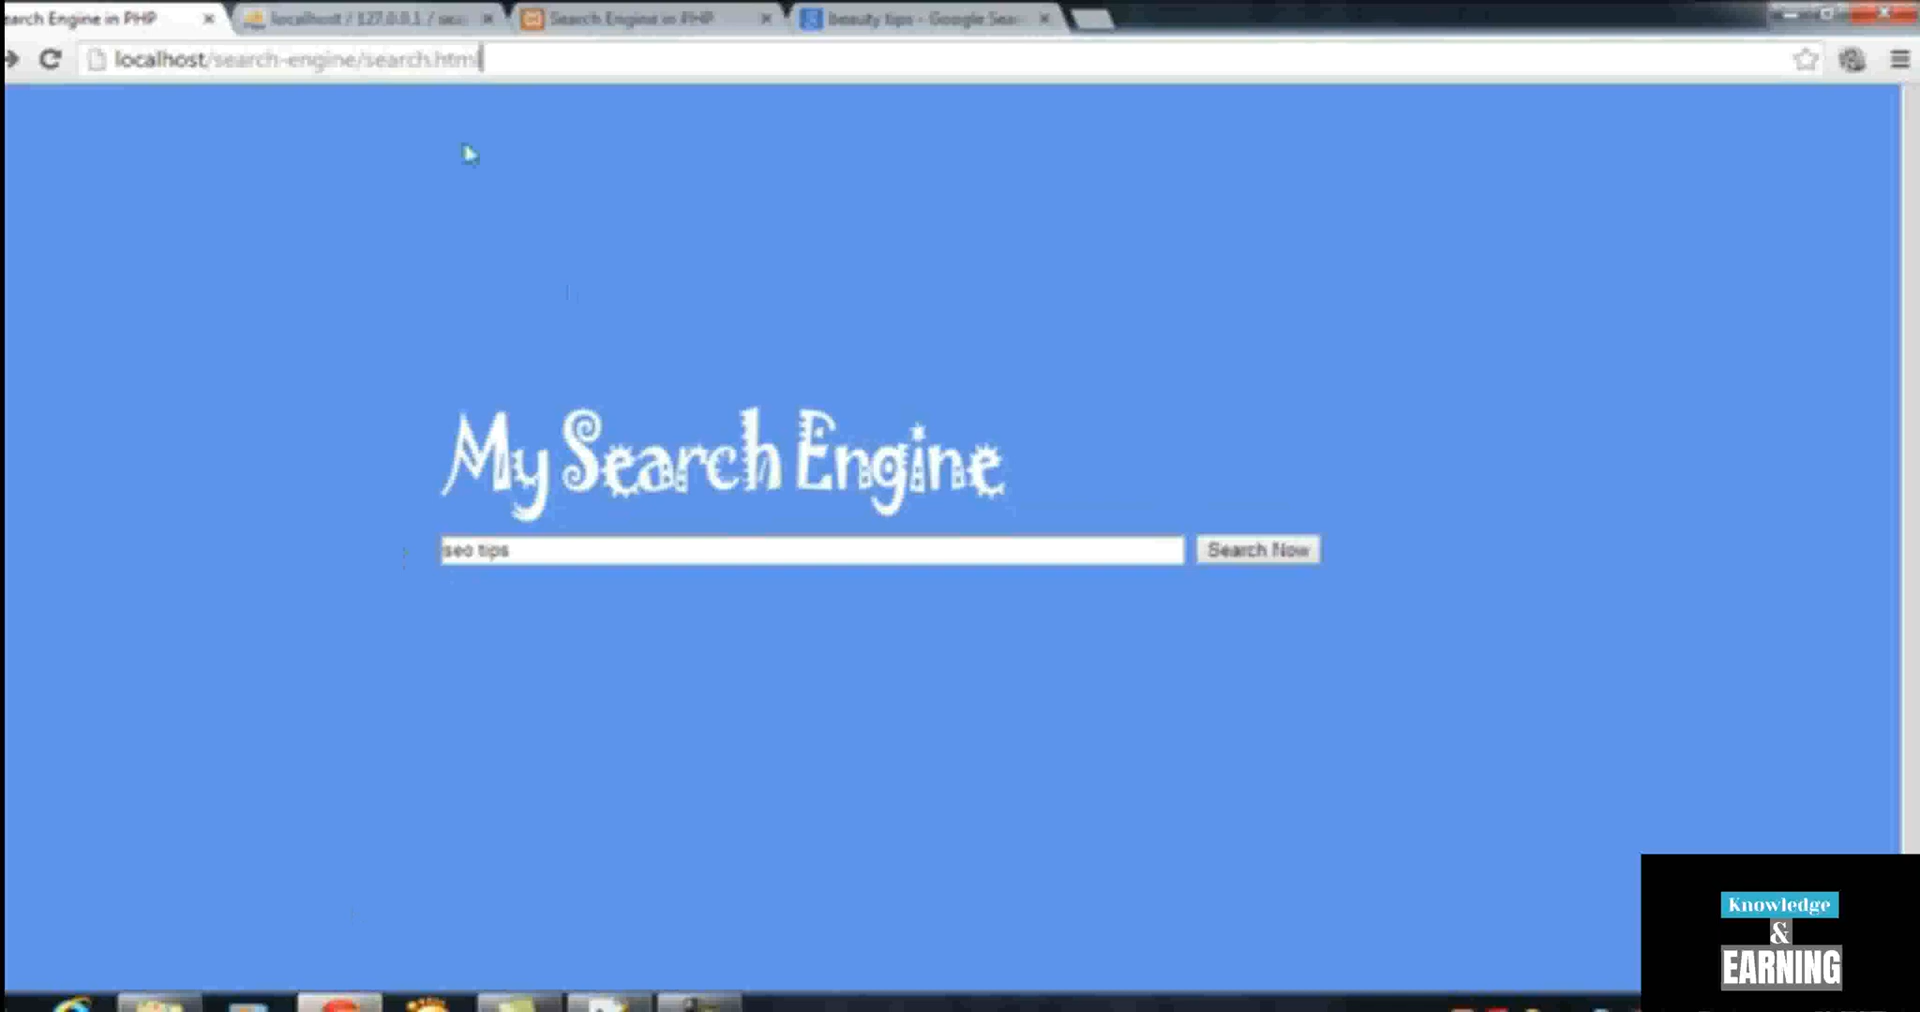 earch Engine in PHP
localhost / 127.0.0.1 / sea
Search Engine in PHP
beauty tips - Google Sea
localhost/search-engine/search.html
My Search Engine
seo tips
Search Now
Knowledge
&
EARNING